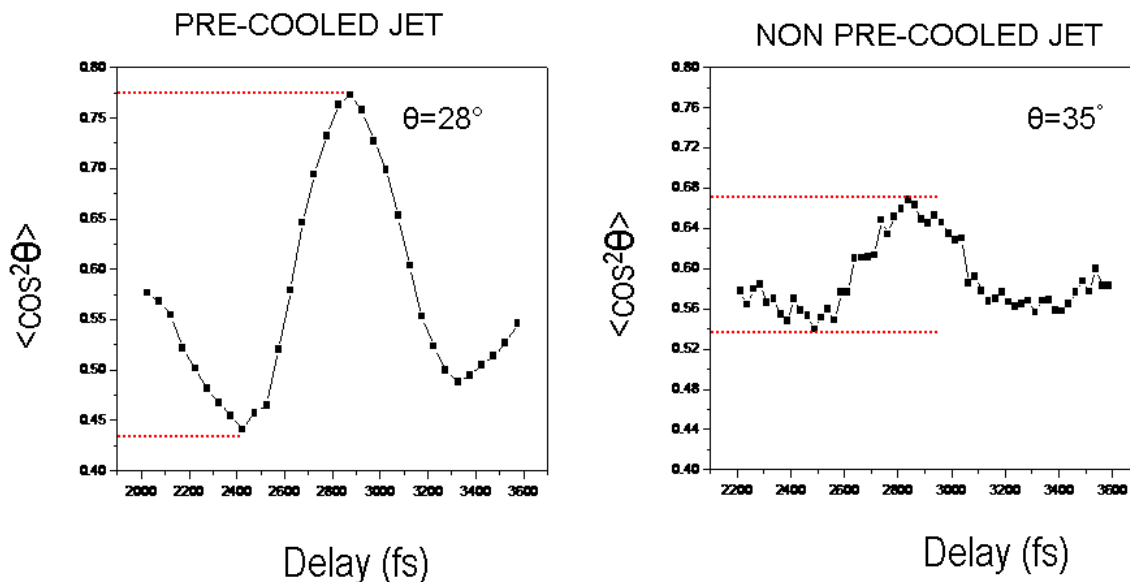 PRE-COOLED JET
0.80
0.75
0.70
0.65
0.60
0.55
0.50
0.45
0.40
θ=28°
<cos²θ>
2000 2200 2400 2600 2800 3000 3200 3400 3600
Delay (fs)
NON PRE-COOLED JET
0.80
0.76
0.72
0.68
0.64
0.60
0.56
0.52
0.48
0.44
0.40
θ=35°
<cos²θ>
2200 2400 2600 2800 3000 3200 3400 3600
Delay (fs)